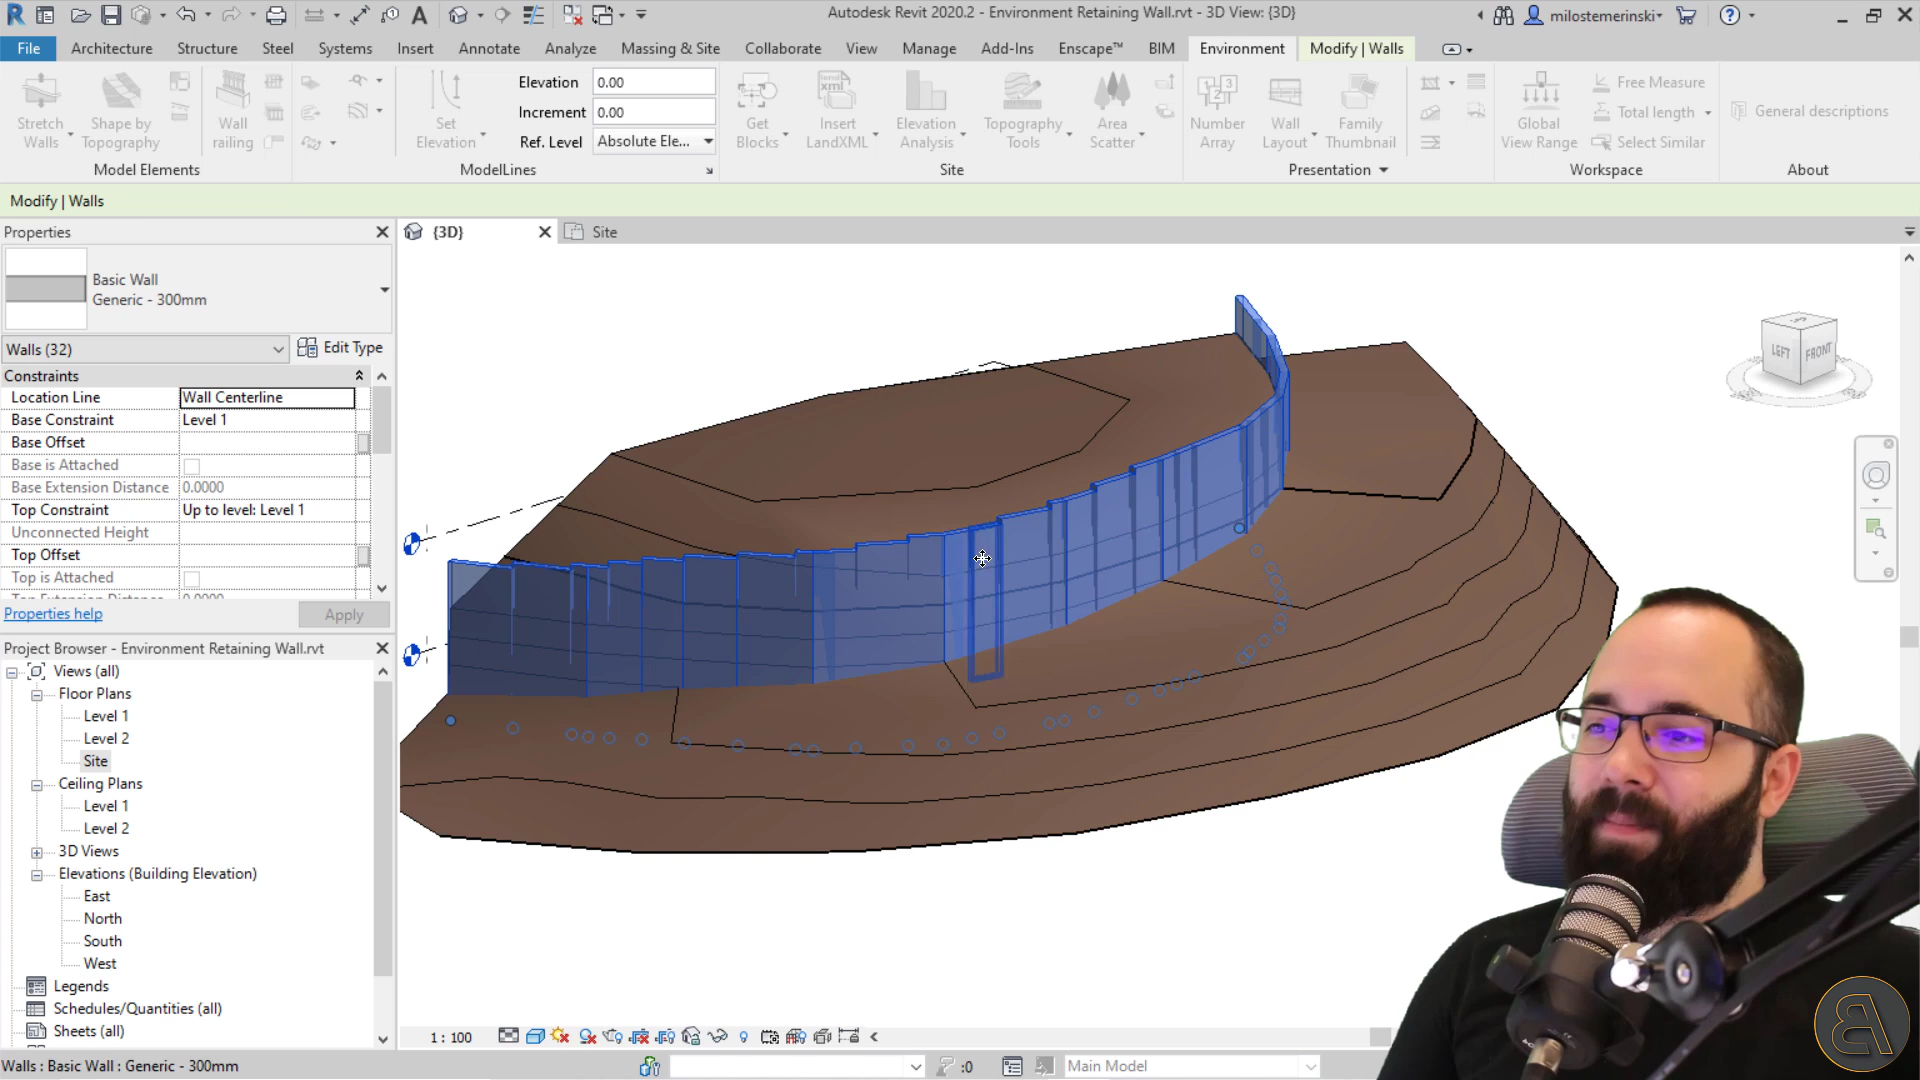 Autodesk Revit 2020.2 - Environment Retaining Wall.rvt - 3D View: {3D}
milostemerinski
File
Architecture
Structure
Steel
Systems
Insert
Annotate
Analyze
Massing & Site
Collaborate
View
Manage
Add-Ins
Enscape™
BIM
Environment
Modify | Walls
Stretch Walls
Shape by Topography
Wall railing
Set Elevation
Elevation 0.00
Increment 0.00
Ref. Level Absolute Ele...
Get Blocks
Insert LandXML
Elevation Analysis
Topography Tools
Area Scatter
Number Array
Wall Layout
Family Thumbnail
Global View Range
Free Measure
Total length
Select Similar
General descriptions
Model Elements
ModelLines
Site
Presentation
Workspace
About
Modify | Walls
Properties
{3D}
Site
Basic Wall
Generic - 300mm
Walls (32)
Edit Type
Constraints
Location Line Wall Centerline
Base Constraint Level 1
Base Offset
Base is Attached
Base Extension Distance 0.0000
Top Constraint Up to level: Level 1
Unconnected Height
Top Offset
Top is Attached
Properties help
Apply
Project Browser - Environment Retaining Wall.rvt
Views (all)
Floor Plans
Level 1
Level 2
Site
Ceiling Plans
Level 1
Level 2
3D Views
Elevations (Building Elevation)
East
North
South
West
Legends
Schedules/Quantities (all)
Sheets (all)
LEFT
FRONT
1 : 100
Walls : Basic Wall : Generic - 300mm
:0
Main Model